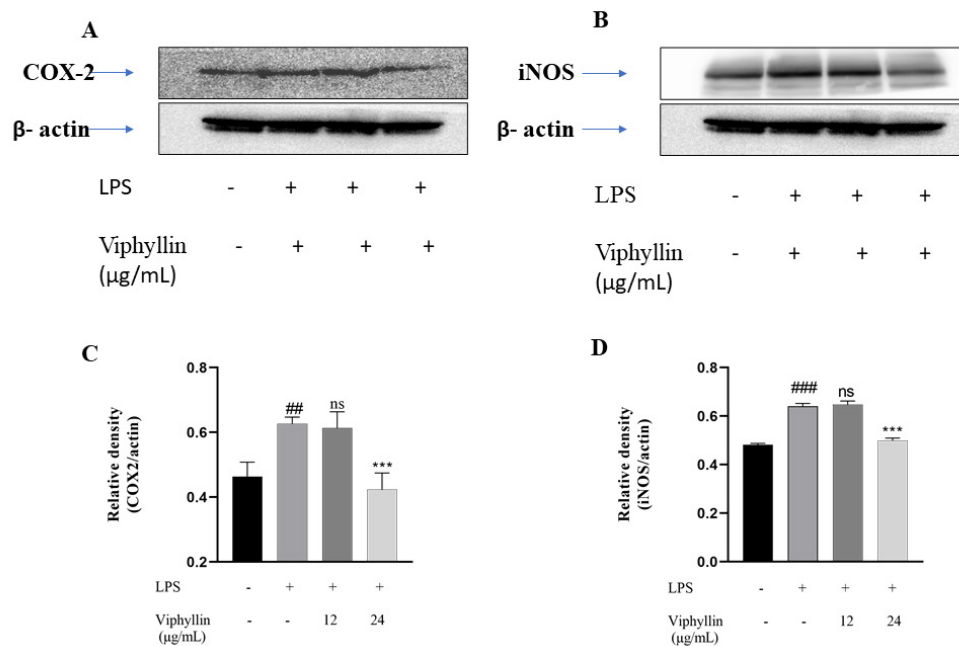 A
COX-2
β- actin
LPS - + + +
Viphyllin - + + +
(µg/mL)
B
iNOS
β- actin
LPS - + + +
Viphyllin - + + +
(µg/mL)
C
Relative density
(COX2/actin)
0.8
0.6
0.4
0.2
##
ns
***
LPS - + + +
Viphyllin - - 12 24
(µg/mL)
D
Relative density
(iNOS/actin)
0.8
0.6
0.4
0.2
0.0
###
ns
***
LPS - + + +
Viphyllin - - 12 24
(µg/mL)